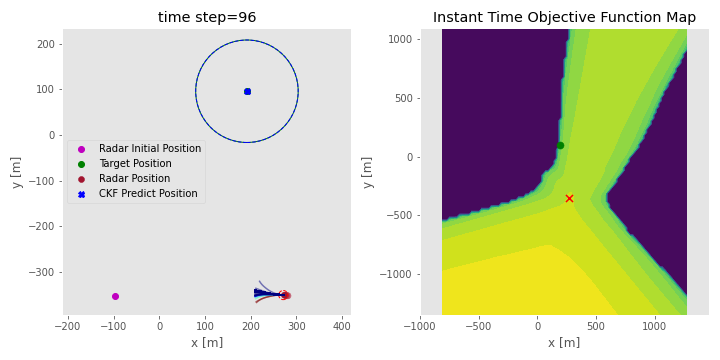 time step=96
200
100
0
−100
−200
−300
y [m]
−200
−100
0
100
200
300
400
x [m]
Radar Initial Position
Target Position
Radar Position
CKF Predict Position
Instant Time Objective Function Map
1000
500
0
−500
−1000
y [m]
−1000
−500
0
500
1000
x [m]